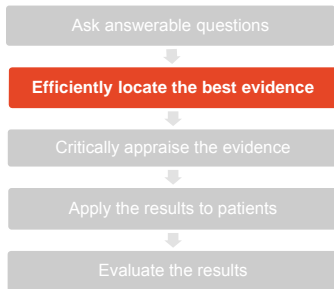 Ask answerable questions
Efficiently locate the best evidence
Critically appraise the evidence
Apply the results to patients
Evaluate the results